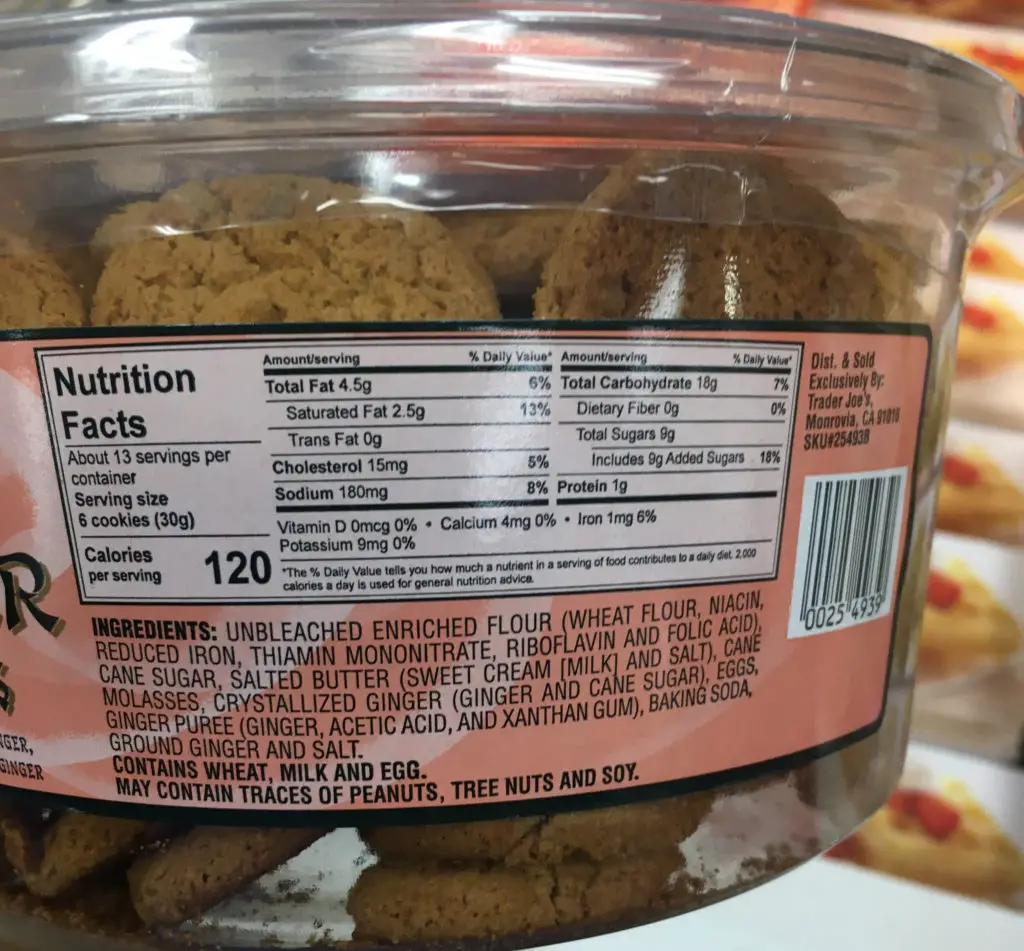 Nutrition
Facts
About 13 servings per
container
Serving size
6 cookies (30g)
Calories
per serving 120
Amount/serving % Daily Value*
Total Fat 4.5g 6%
Saturated Fat 2.5g 13%
Trans Fat 0g
Cholesterol 15mg 5%
Sodium 180mg 8%
Amount/serving % Daily Value*
Total Carbohydrate 18g 7%
Dietary Fiber 0g 0%
Total Sugars 9g
Includes 9g Added Sugars 18%
Protein 1g
Vitamin D 0mcg 0% • Calcium 4mg 0% • Iron 1mg 6%
Potassium 9mg 0%
*The % Daily Value tells you how much a nutrient in a serving of food contributes to a daily diet. 2,000
calories a day is used for general nutrition advice.
INGREDIENTS: UNBLEACHED ENRICHED FLOUR (WHEAT FLOUR, NIACIN,
REDUCED IRON, THIAMIN MONONITRATE, RIBOFLAVIN AND FOLIC ACID),
CANE SUGAR, SALTED BUTTER (SWEET CREAM [MILK] AND SALT), CANE
MOLASSES, CRYSTALLIZED GINGER (GINGER AND CANE SUGAR), EGGS,
GINGER PUREE (GINGER, ACETIC ACID, AND XANTHAN GUM), BAKING SODA,
GROUND GINGER AND SALT.
CONTAINS WHEAT, MILK AND EGG.
MAY CONTAIN TRACES OF PEANUTS, TREE NUTS AND SOY.
Dist. & Sold
Exclusively By:
Trader Joe's,
Monrovia, CA 91016
SKU#254938
0025 4939
R
GINGER